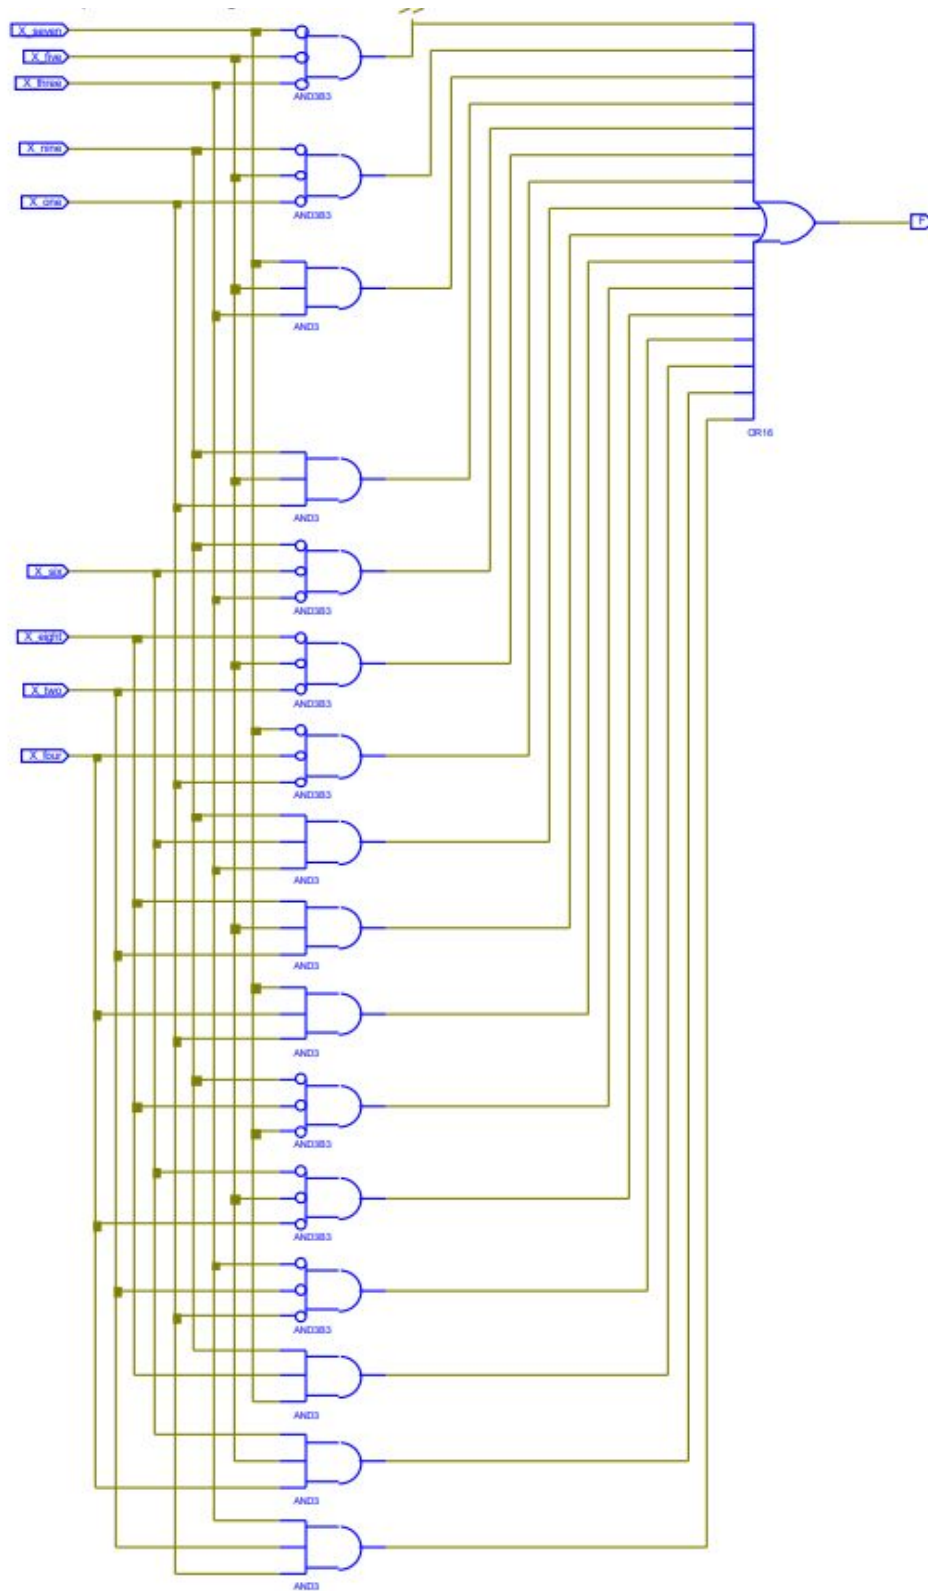 X_seven
X_five
X_three
AND3B3
X_nine
X_one
AND3B3
F
AND3
OR16
AND3
X_six
AND3B3
X_eight
X_two
AND3B3
X_four
AND3B3
AND3
AND3
AND3
AND3B3
AND3B3
AND3B3
AND3
AND3
AND3